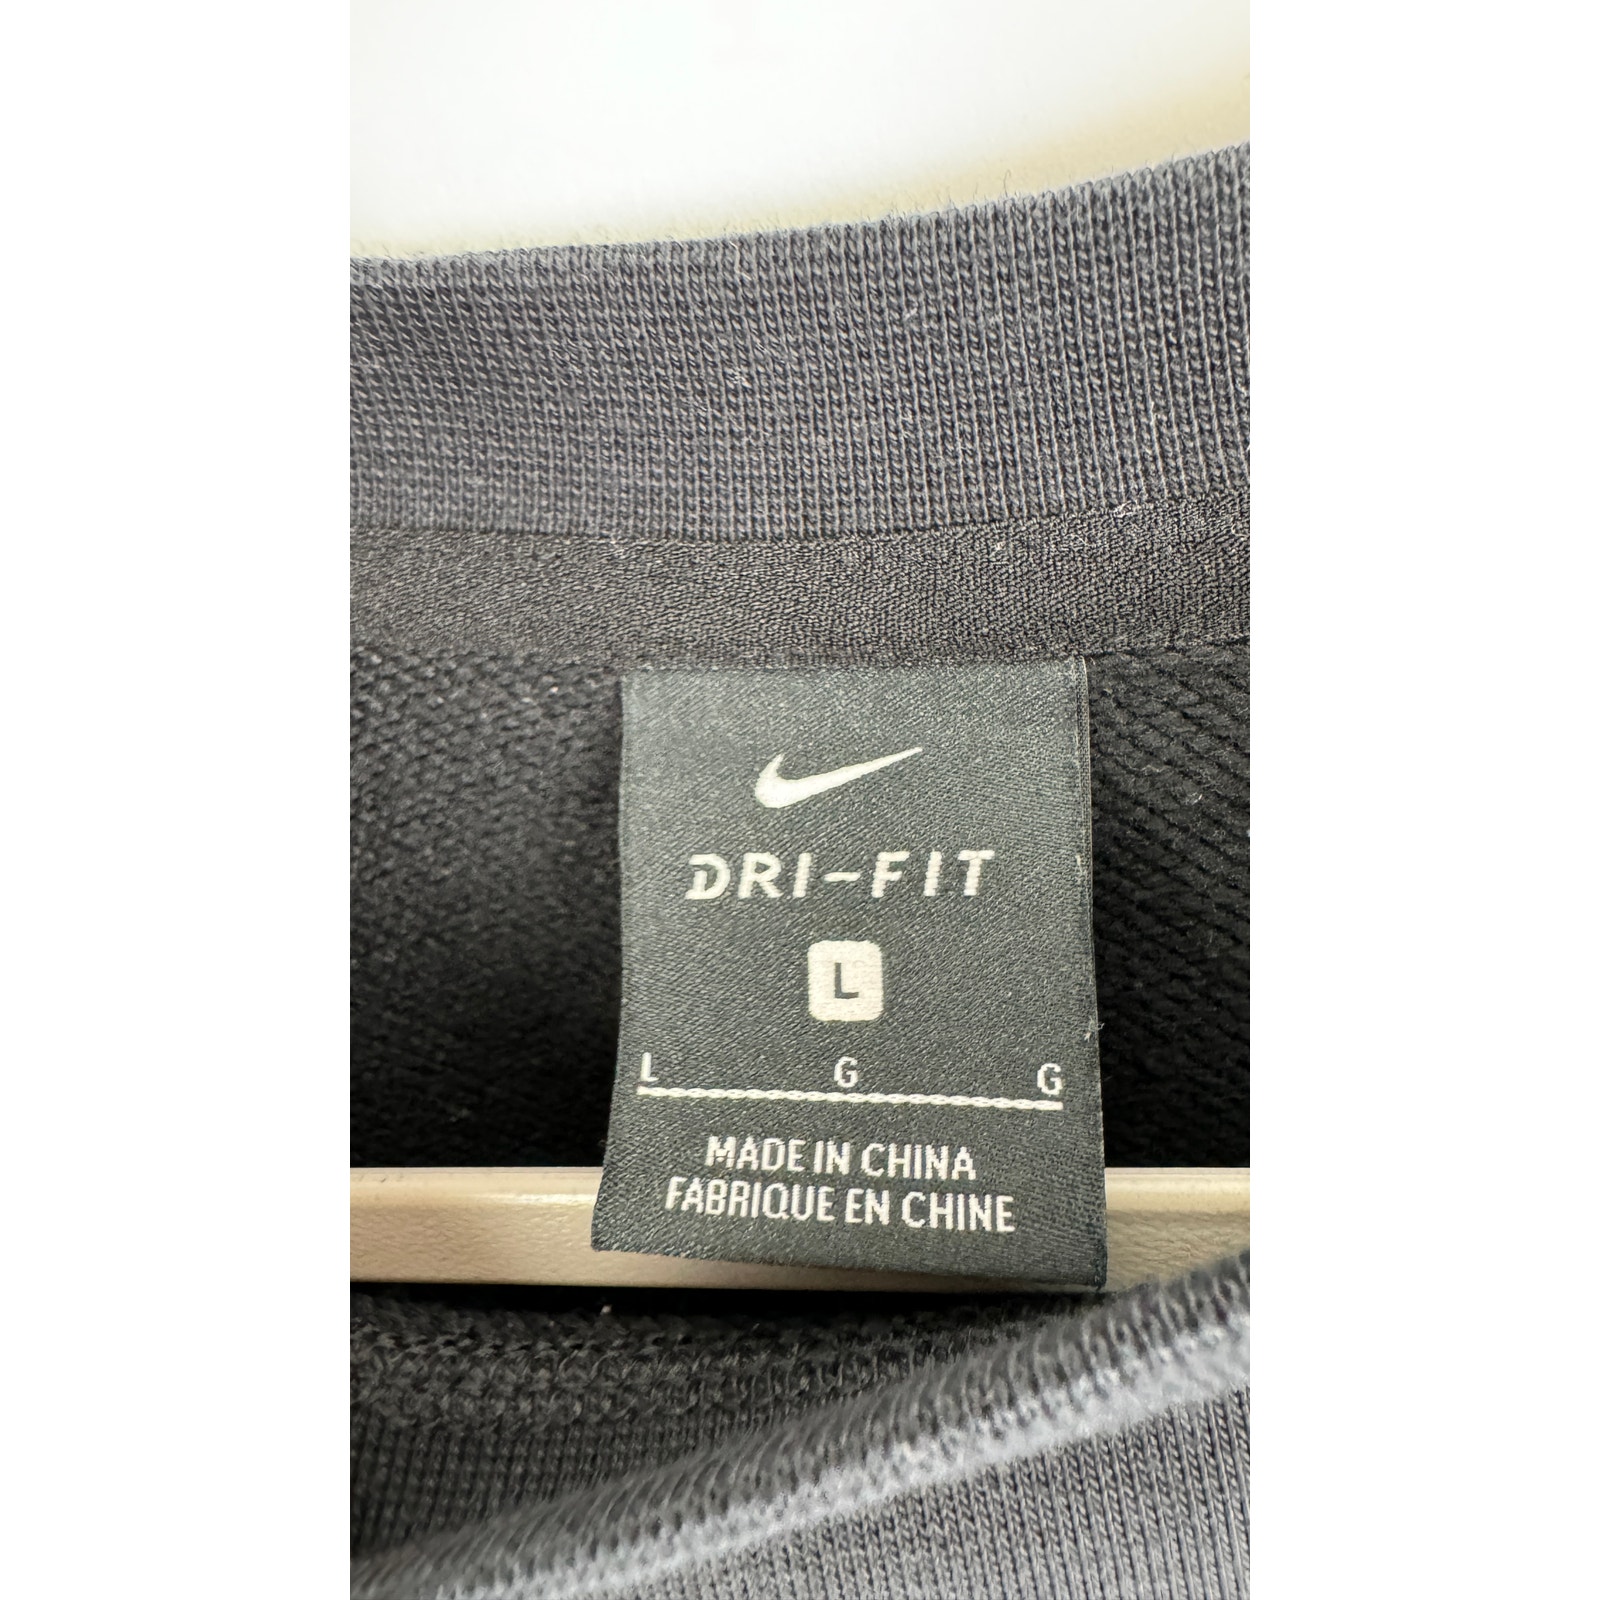 DRI-FIT
L
L G G
MADE IN CHINA
FABRIQUE EN CHINE